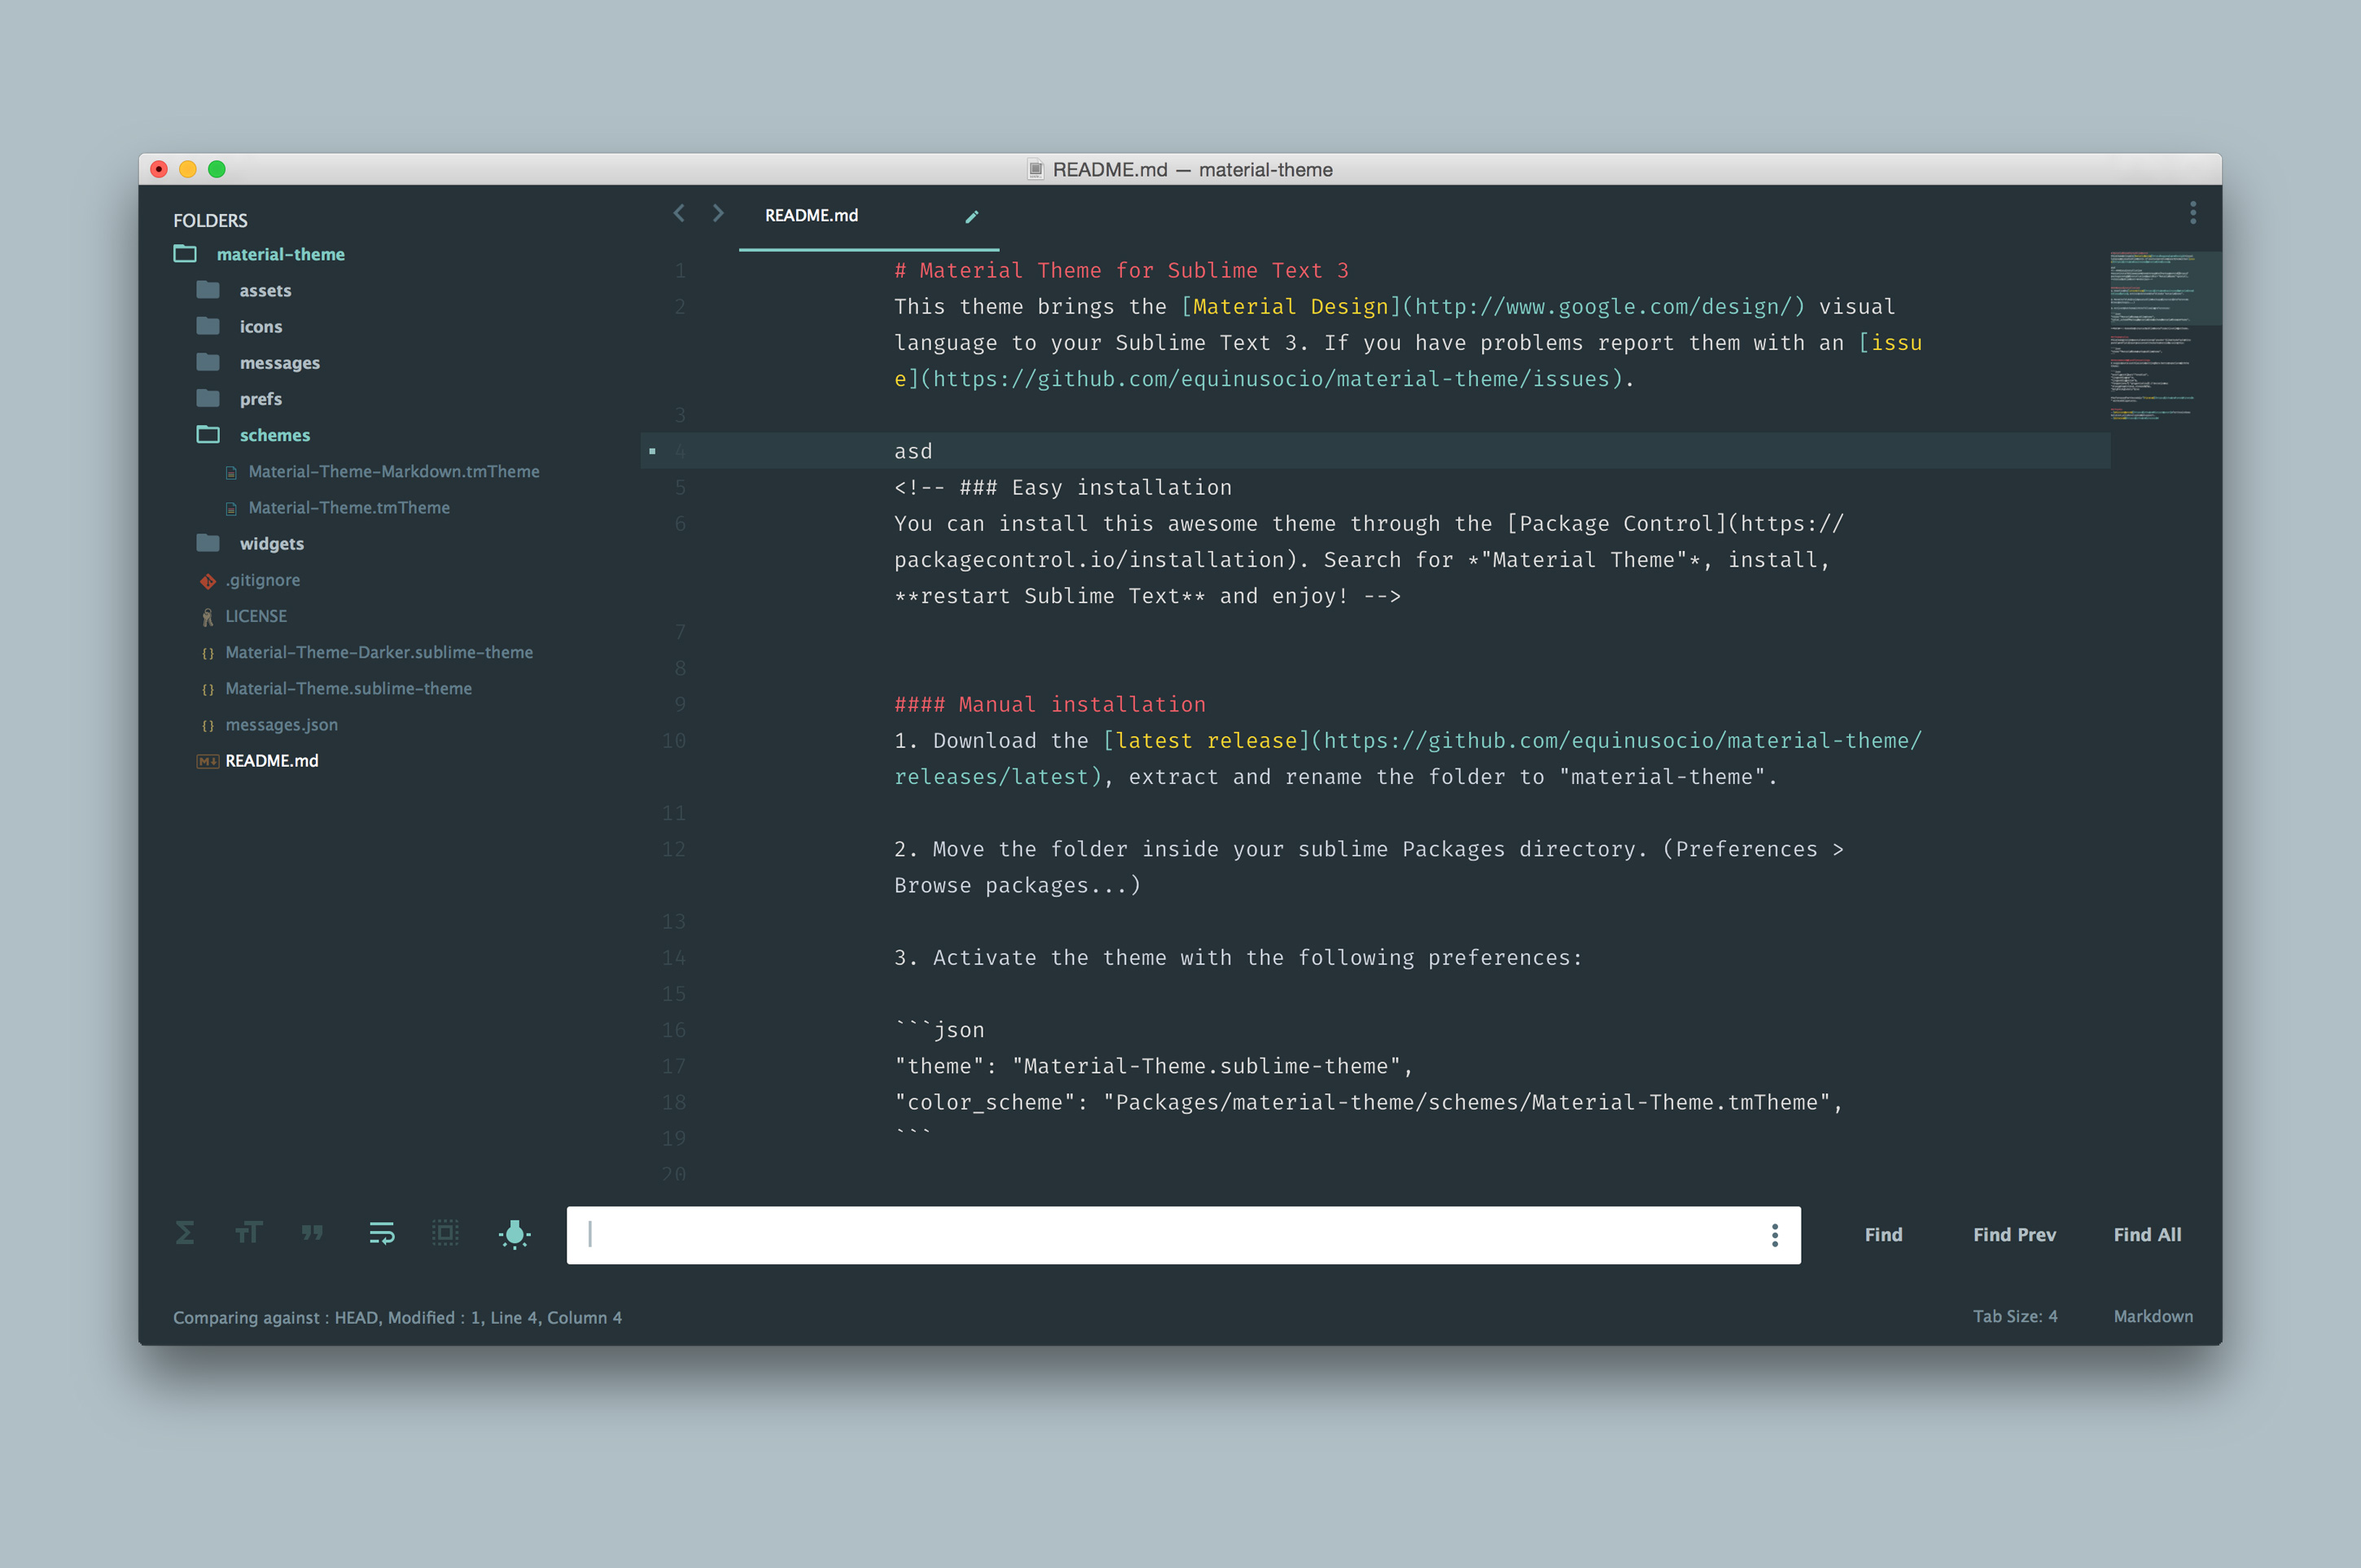 README.md — material-theme
FOLDERS
material-theme
assets
icons
messages
prefs
schemes
Material-Theme-Markdown.tmTheme
Material-Theme.tmTheme
widgets
.gitignore
LICENSE
{} Material-Theme-Darker.sublime-theme
{} Material-Theme.sublime-theme
{} messages.json
M↓ README.md
README.md
1 # Material Theme for Sublime Text 3
2 This theme brings the [Material Design](http://www.google.com/design/) visual
language to your Sublime Text 3. If you have problems report them with an [issu
e](https://github.com/equinusocio/material-theme/issues).
3
4 asd
5 <!-- ### Easy installation
6 You can install this awesome theme through the [Package Control](https://
packagecontrol.io/installation). Search for *"Material Theme"*, install,
**restart Sublime Text** and enjoy! -->
7
8
9 #### Manual installation
10 1. Download the [latest release](https://github.com/equinusocio/material-theme/
releases/latest), extract and rename the folder to "material-theme".
11
12 2. Move the folder inside your sublime Packages directory. (Preferences >
Browse packages...)
13
14 3. Activate the theme with the following preferences:
15
16 ```json
17 "theme": "Material-Theme.sublime-theme",
18 "color_scheme": "Packages/material-theme/schemes/Material-Theme.tmTheme",
19 ```
20
Find Find Prev Find All
Comparing against : HEAD, Modified : 1, Line 4, Column 4
Tab Size: 4 Markdown